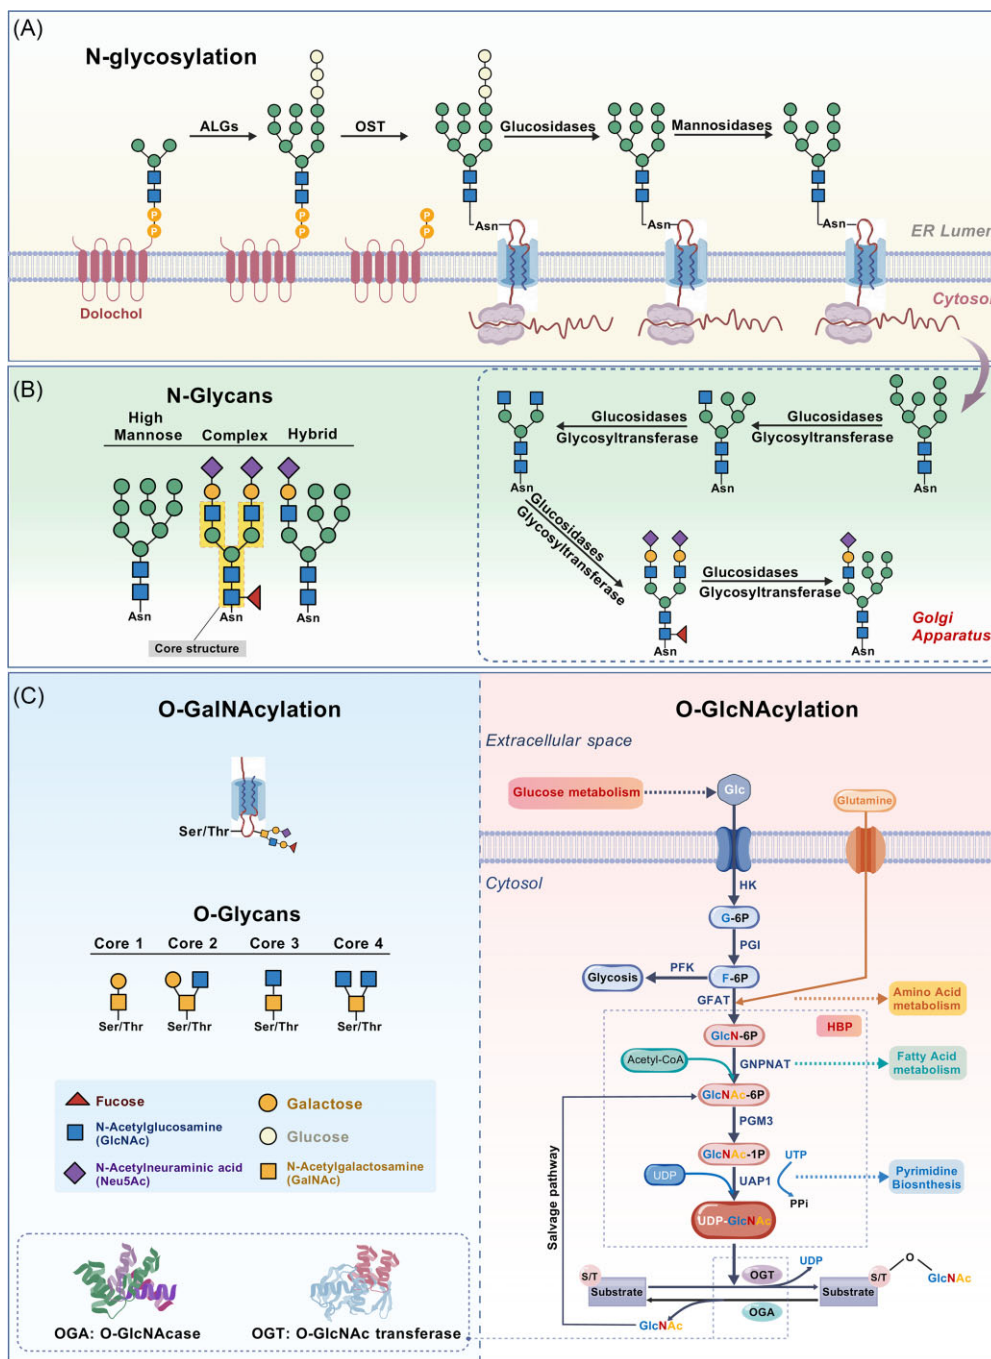 (A)
N-glycosylation
ALGs
OST
Glucosidases
Mannosidases
P
P
P
P
P
P
Asn
Asn
Asn
ER Lumen
Dolochol
Cytosol
(B)
N-Glycans
High
Mannose
Complex
Hybrid
Asn
Asn
Asn
Core structure
Glucosidases
Glycosyltransferase
Glucosidases
Glycosyltransferase
Asn
Asn
Asn
Glucosidases
Glycosyltransferase
Glucosidases
Glycosyltransferase
Asn
Asn
Golgi
Apparatus
(C)
O-GalNAcylation
Ser/Thr
O-Glycans
Core 1
Core 2
Core 3
Core 4
Ser/Thr
Ser/Thr
Ser/Thr
Ser/Thr
Fucose
Galactose
N-Acetylglucosamine
(GlcNAc)
Glucose
N-Acetylneuraminic acid
(Neu5Ac)
N-Acetylgalactosamine
(GalNAc)
OGA: O-GlcNAcase
OGT: O-GlcNAc transferase
O-GlcNAcylation
Extracellular space
Glucose metabolism
Glc
Glutamine
Cytosol
HK
G-6P
PGI
Glycosis
PFK
F-6P
GFAT
Amino Acid
metabolism
HBP
GlcN-6P
Acetyl-CoA
GNPNAT
Fatty Acid
metabolism
GlcNAc-6P
PGM3
GlcNAc-1P
UTP
UDP
UAP1
PPi
Pyrimidine
Biosnthesis
UDP-GlcNAc
Salvage pathway
S/T
Substrate
OGT
UDP
OGA
GlcNAc
S/T
Substrate
O
GlcNAc